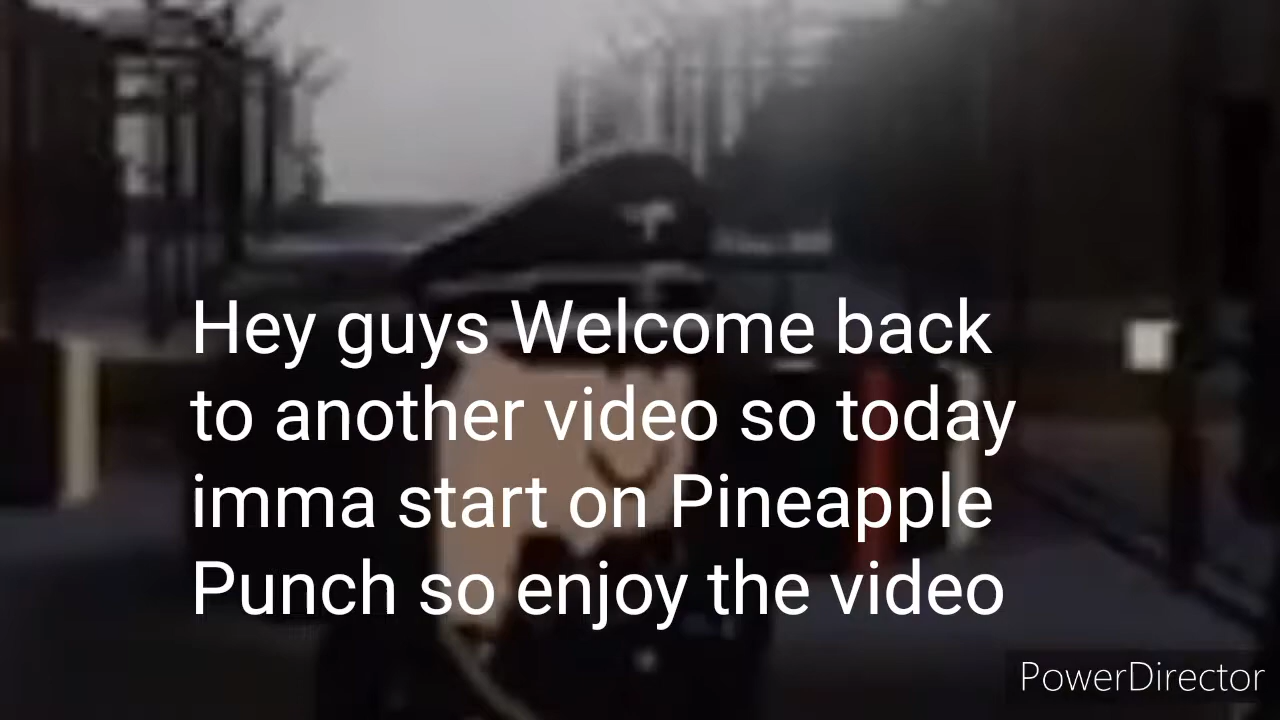 Hey guys Welcome back
to another video so today
imma start on Pineapple
Punch so enjoy the video
PowerDirector